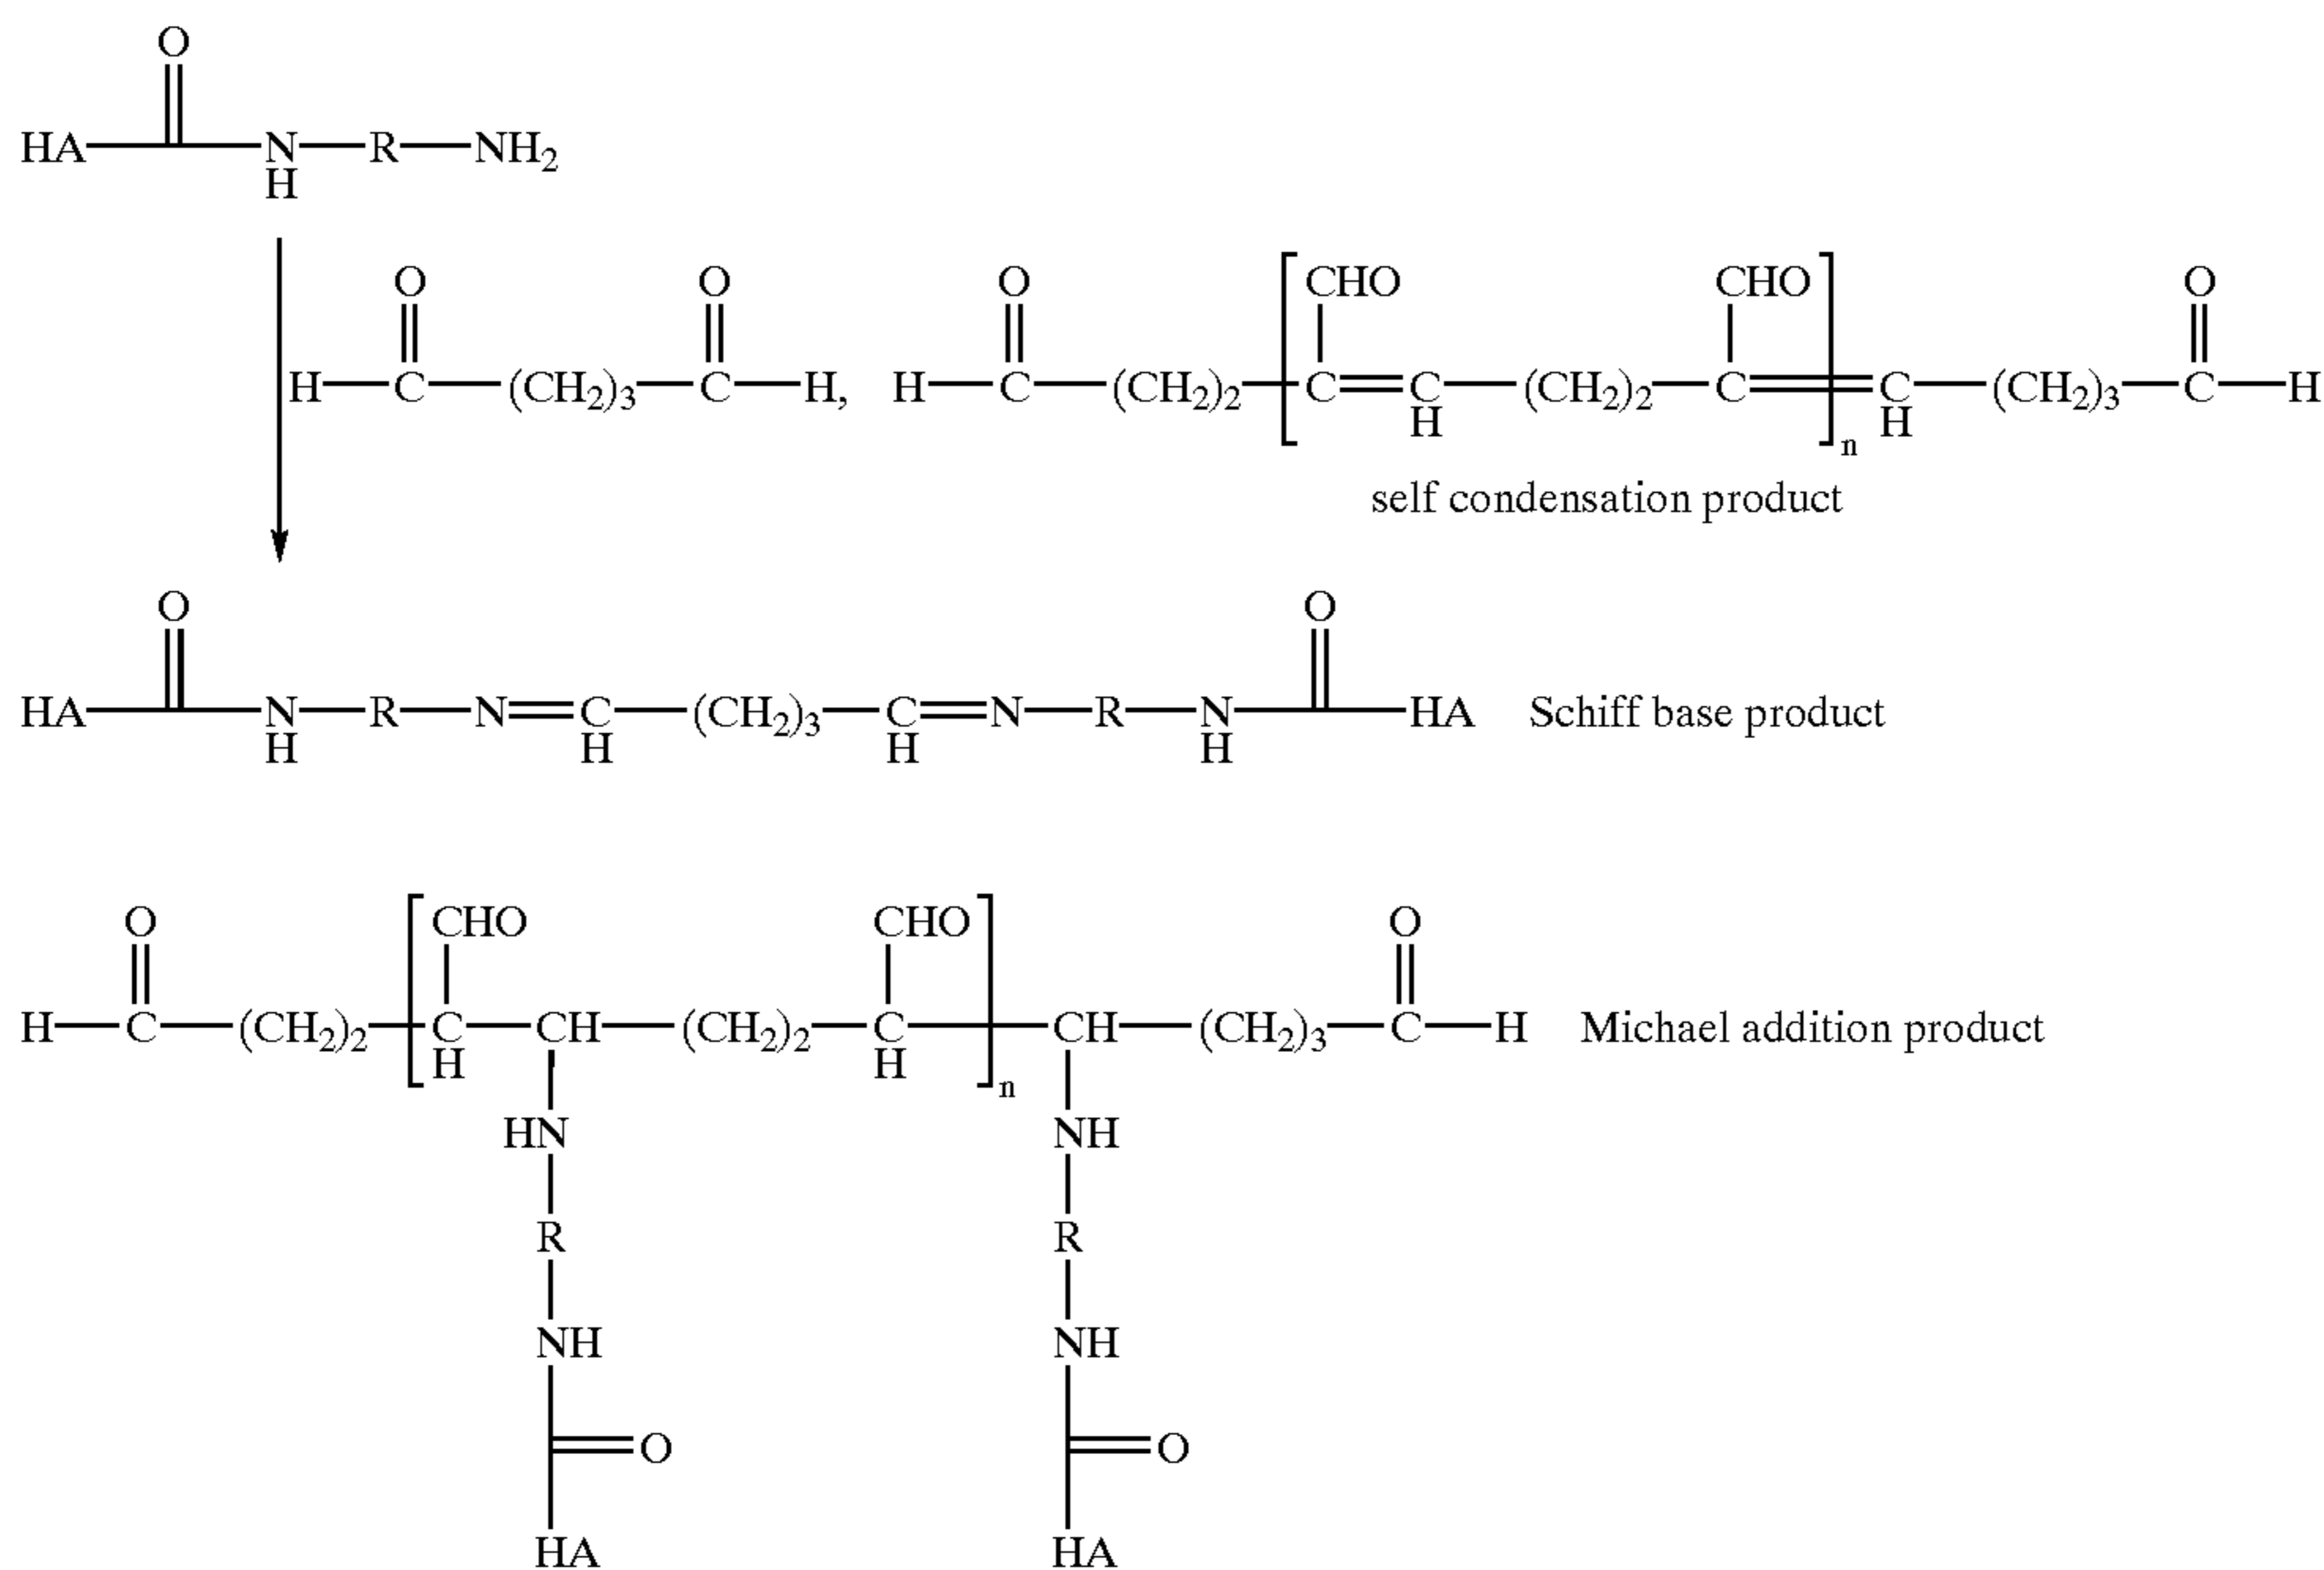 O
HA N R NH2
H
O O O CHO CHO O
H C (CH2)3 C H, H C (CH2)2 C C (CH2)2 C C (CH2)3 C H
H H
n
self condensation product
O O
HA N R N C (CH2)3 C N R N HA Schiff base product
H H H H
O CHO CHO O
H C (CH2)2 C CH (CH2)2 C CH (CH2)3 C H Michael addition product
H H
n
HN NH
R R
NH NH
O O
HA HA